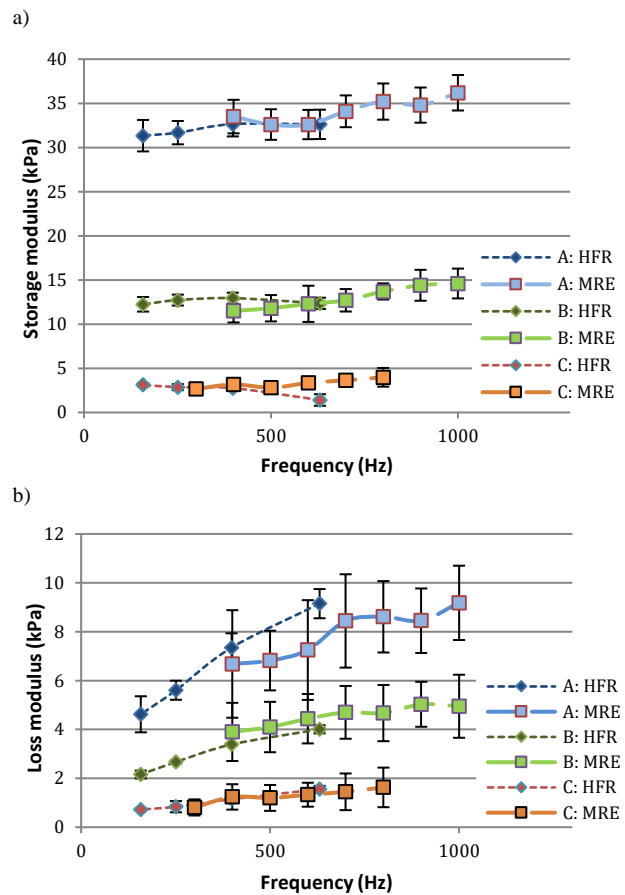 a)
40
35
30
25
20
15
10
5
0
Storage modulus (kPa)
0
500
1000
Frequency (Hz)
A: HFR
A: MRE
B: HFR
B: MRE
C: HFR
C: MRE
b)
12
10
8
6
4
2
0
Loss modulus (kPa)
0
500
1000
Frequency (Hz)
A: HFR
A: MRE
B: HFR
B: MRE
C: HFR
C: MRE